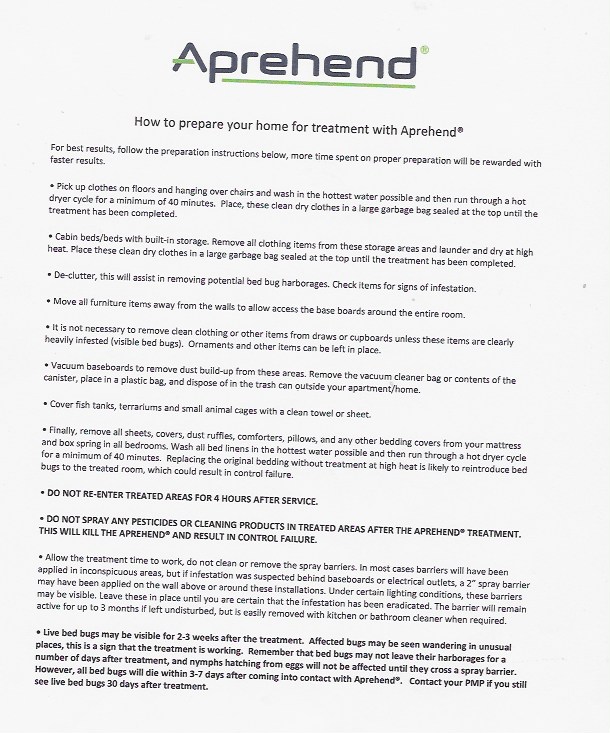 Aprehend®
How to prepare your home for treatment with Aprehend®
For best results, follow the preparation instructions below, more time spent on proper preparation will be rewarded with
faster results.
• Pick up clothes on floors and hanging over chairs and wash in the hottest water possible and then run through a hot
dryer cycle for a minimum of 40 minutes. Place, these clean dry clothes in a large garbage bag sealed at the top until the
treatment has been completed.
• Cabin beds/beds with built-in storage. Remove all clothing items from these storage areas and launder and dry at high
heat. Place these clean dry clothes in a large garbage bag sealed at the top until the treatment has been completed.
• De-clutter, this will assist in removing potential bed bug harborages. Check items for signs of infestation.
• Move all furniture items away from the walls to allow access the base boards around the entire room.
• It is not necessary to remove clean clothing or other items from draws or cupboards unless these items are clearly
heavily infested (visible bed bugs). Ornaments and other items can be left in place.
• Vacuum baseboards to remove dust build-up from these areas. Remove the vacuum cleaner bag or contents of the
canister, place in a plastic bag, and dispose of in the trash can outside your apartment/home.
• Cover fish tanks, terrariums and small animal cages with a clean towel or sheet.
• Finally, remove all sheets, covers, dust ruffles, comforters, pillows, and any other bedding covers from your mattress
and box spring in all bedrooms. Wash all bed linens in the hottest water possible and then run through a hot dryer cycle
for a minimum of 40 minutes. Replacing the original bedding without treatment at high heat is likely to reintroduce bed
bugs to the treated room, which could result in control failure.
• DO NOT RE-ENTER TREATED AREAS FOR 4 HOURS AFTER SERVICE.
• DO NOT SPRAY ANY PESTICIDES OR CLEANING PRODUCTS IN TREATED AREAS AFTER THE APREHEND® TREATMENT.
THIS WILL KILL THE APREHEND® AND RESULT IN CONTROL FAILURE.
• Allow the treatment time to work, do not clean or remove the spray barriers. In most cases barriers will have been
applied in inconspicuous areas, but if infestation was suspected behind baseboards or electrical outlets, a 2" spray barrier
may have been applied on the wall above or around these installations. Under certain lighting conditions, these barriers
may be visible. Leave these in place until you are certain that the infestation has been eradicated. The barrier will remain
active for up to 3 months if left undisturbed, but is easily removed with kitchen or bathroom cleaner when required.
• Live bed bugs may be visible for 2-3 weeks after the treatment. Affected bugs may be seen wandering in unusual
places, this is a sign that the treatment is working. Remember that bed bugs may not leave their harborages for a
number of days after treatment, and nymphs hatching from eggs will not be affected until they cross a spray barrier.
However, all bed bugs will die within 3-7 days after coming into contact with Aprehend®. Contact your PMP if you still
see live bed bugs 30 days after treatment.